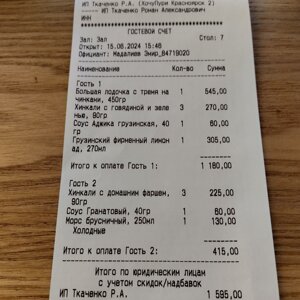 ИП Ткаченко Р.А. (ХочуПури Красноярск 2)
ИП Ткаченко Роман Александрович
ИНН
ГОСТЕВОЙ СЧЕТ
Зал: Зал Стол: 7
Открыт: 15.06.2024 15:46
Официант: Мадалиев Эмир_84719020
Наименование Кол-во Сумма
Гость 1
Большая лодочка с тремя на 1 545,00
чинками, 450гр
Хинкали с говядиной и зеле 3 270,00
нью, 90гр
Соус Аджика грузинская, 40 1 60,00
гр
Грузинский фирменный лимон 1 305,00
ад, 270мл
Итого к оплате Гость 1: 1 180,00
Гость 2
Хинкали с домашним фаршем, 3 225,00
90гр
Соус Гранатовый, 40гр 1 60,00
Морс брусничный, 250мл 1 130,00
Холодные
Итого к оплате Гость 2: 415,00
Итого по юридическим лицам
с учетом скидок/надбавок
ИП Ткаченко Р.А. 1 595,00